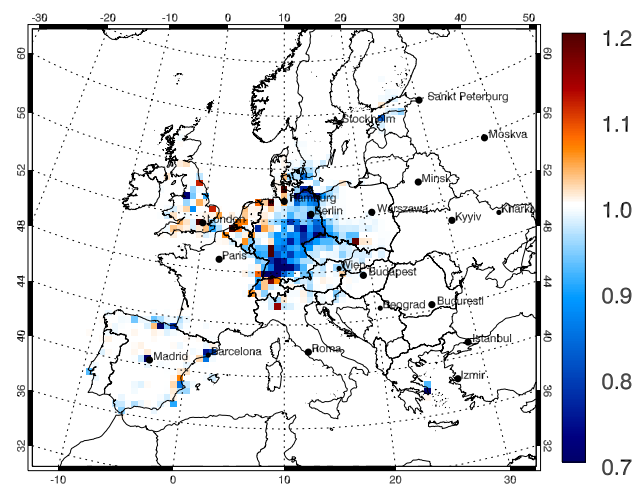 -30 -20 -10 0 10 20 30 40 50
60 60
56 56
52 52
48 48
44 44
40 40
36 36
32 32
-10 0 10 20 30
Sankt Peterburg
Stockholm
Moskva
Minsk
Hamburg
Berlin
Warszawa
Kyyiv
Kharki
London
Paris
Wien
Budapest
Beograd
Bucuresti
Madrid
Barcelona
Roma
Istanbul
Izmir
1.2
1.1
1.0
0.9
0.8
0.7